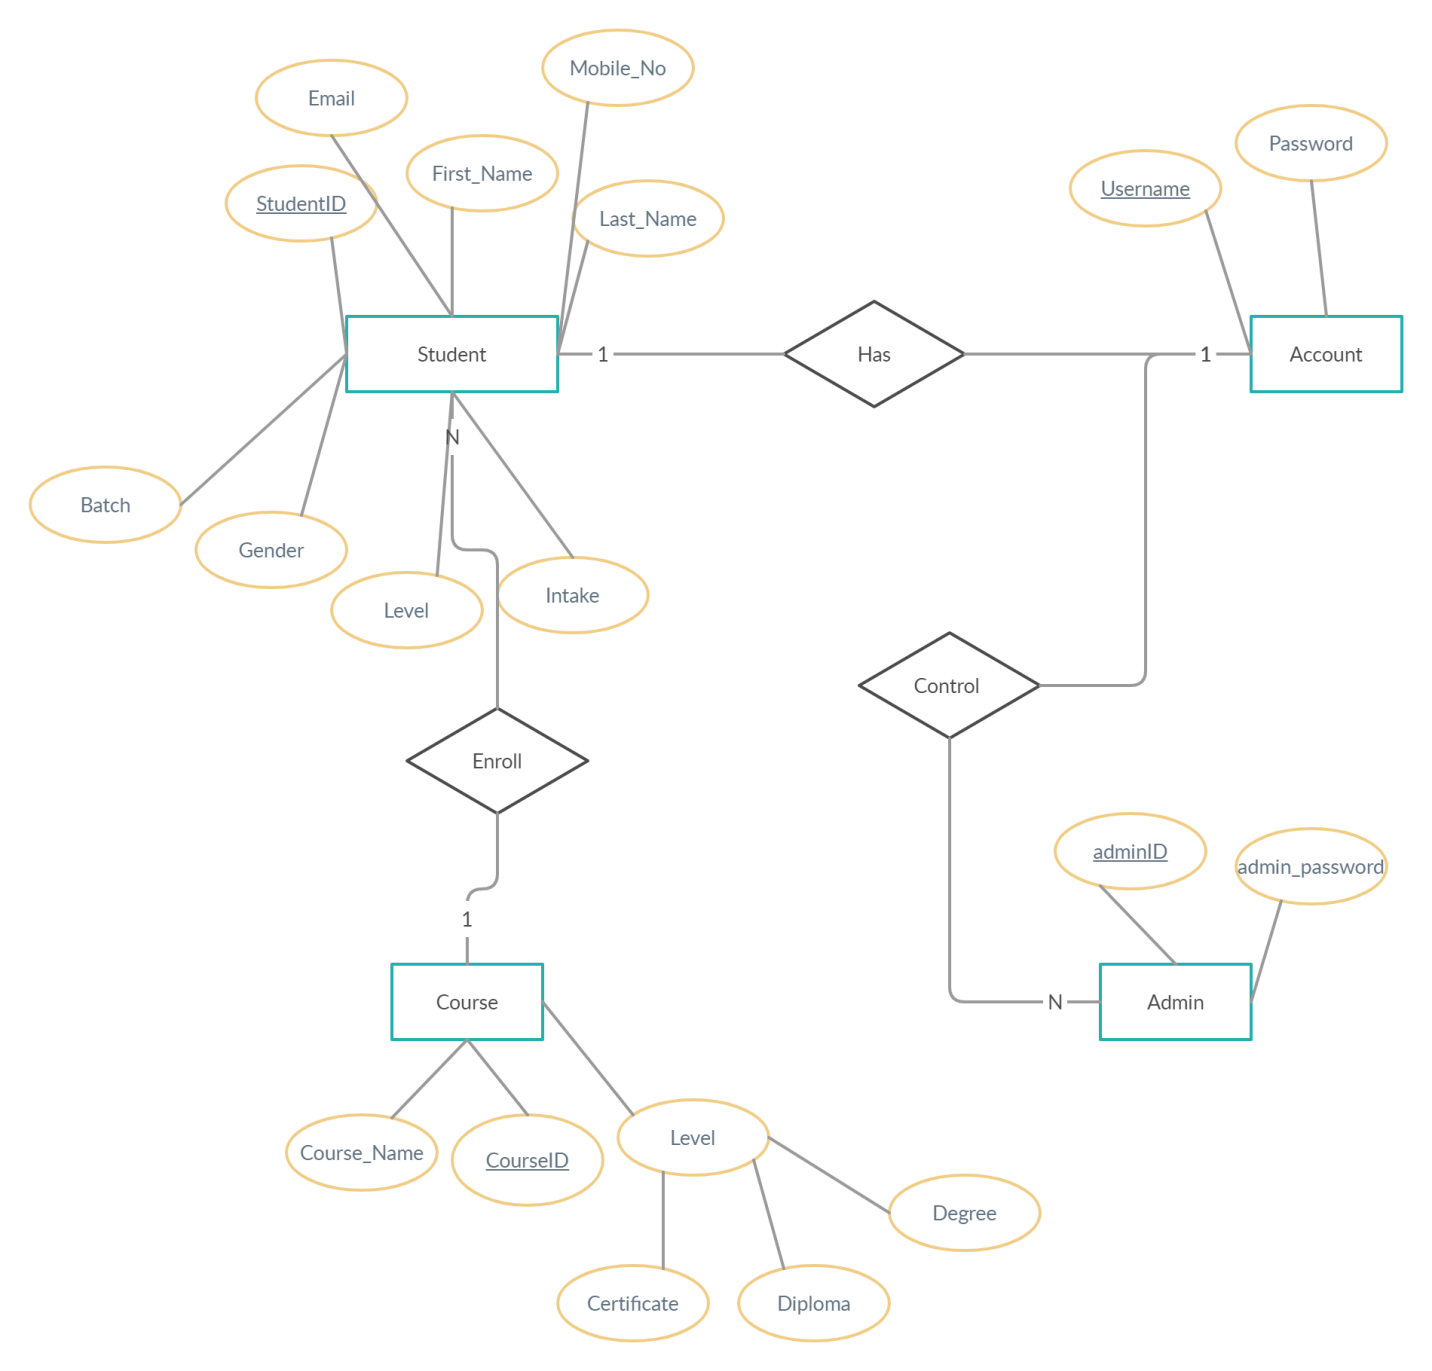 Mobile_No
Email
Password
First_Name
Username
StudentID
Last_Name
Student
1
Has
1
Account
N
Batch
Gender
Intake
Level
Control
Enroll
adminID
admin_password
1
Course
N
Admin
Level
Course_Name
CourseID
Degree
Certificate
Diploma